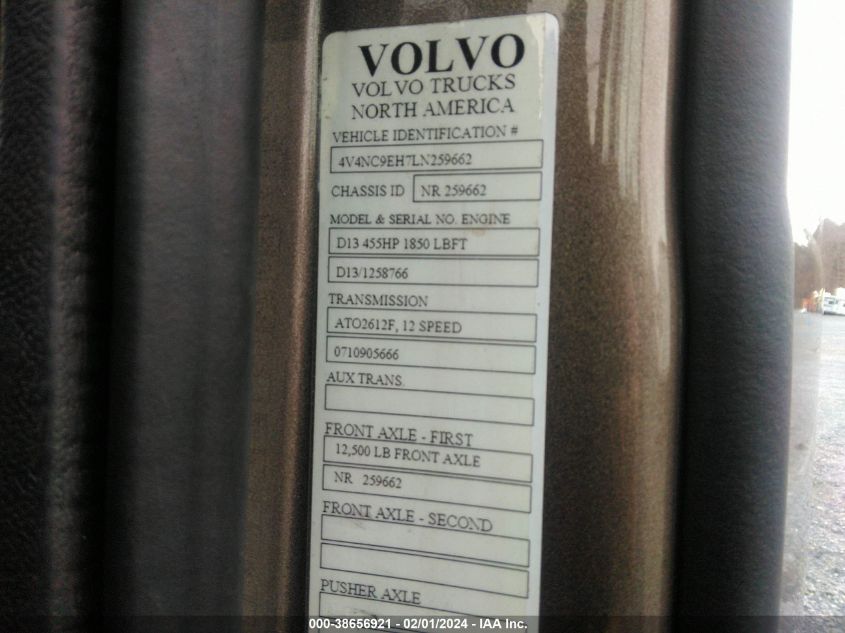 VOLVO
VOLVO TRUCKS
NORTH AMERICA
VEHICLE IDENTIFICATION #
4V4NC9EH7LN259662
CHASSIS ID NR 259662
MODEL & SERIAL NO. ENGINE
D13 455HP 1850 LBFT
D13/1258766
TRANSMISSION
ATO2612F, 12 SPEED
0710905666
AUX TRANS
FRONT AXLE - FIRST
12,500 LB FRONT AXLE
NR 259662
FRONT AXLE - SECOND
PUSHER AXLE
000-38656921 - 02/01/2024 - IAA Inc.